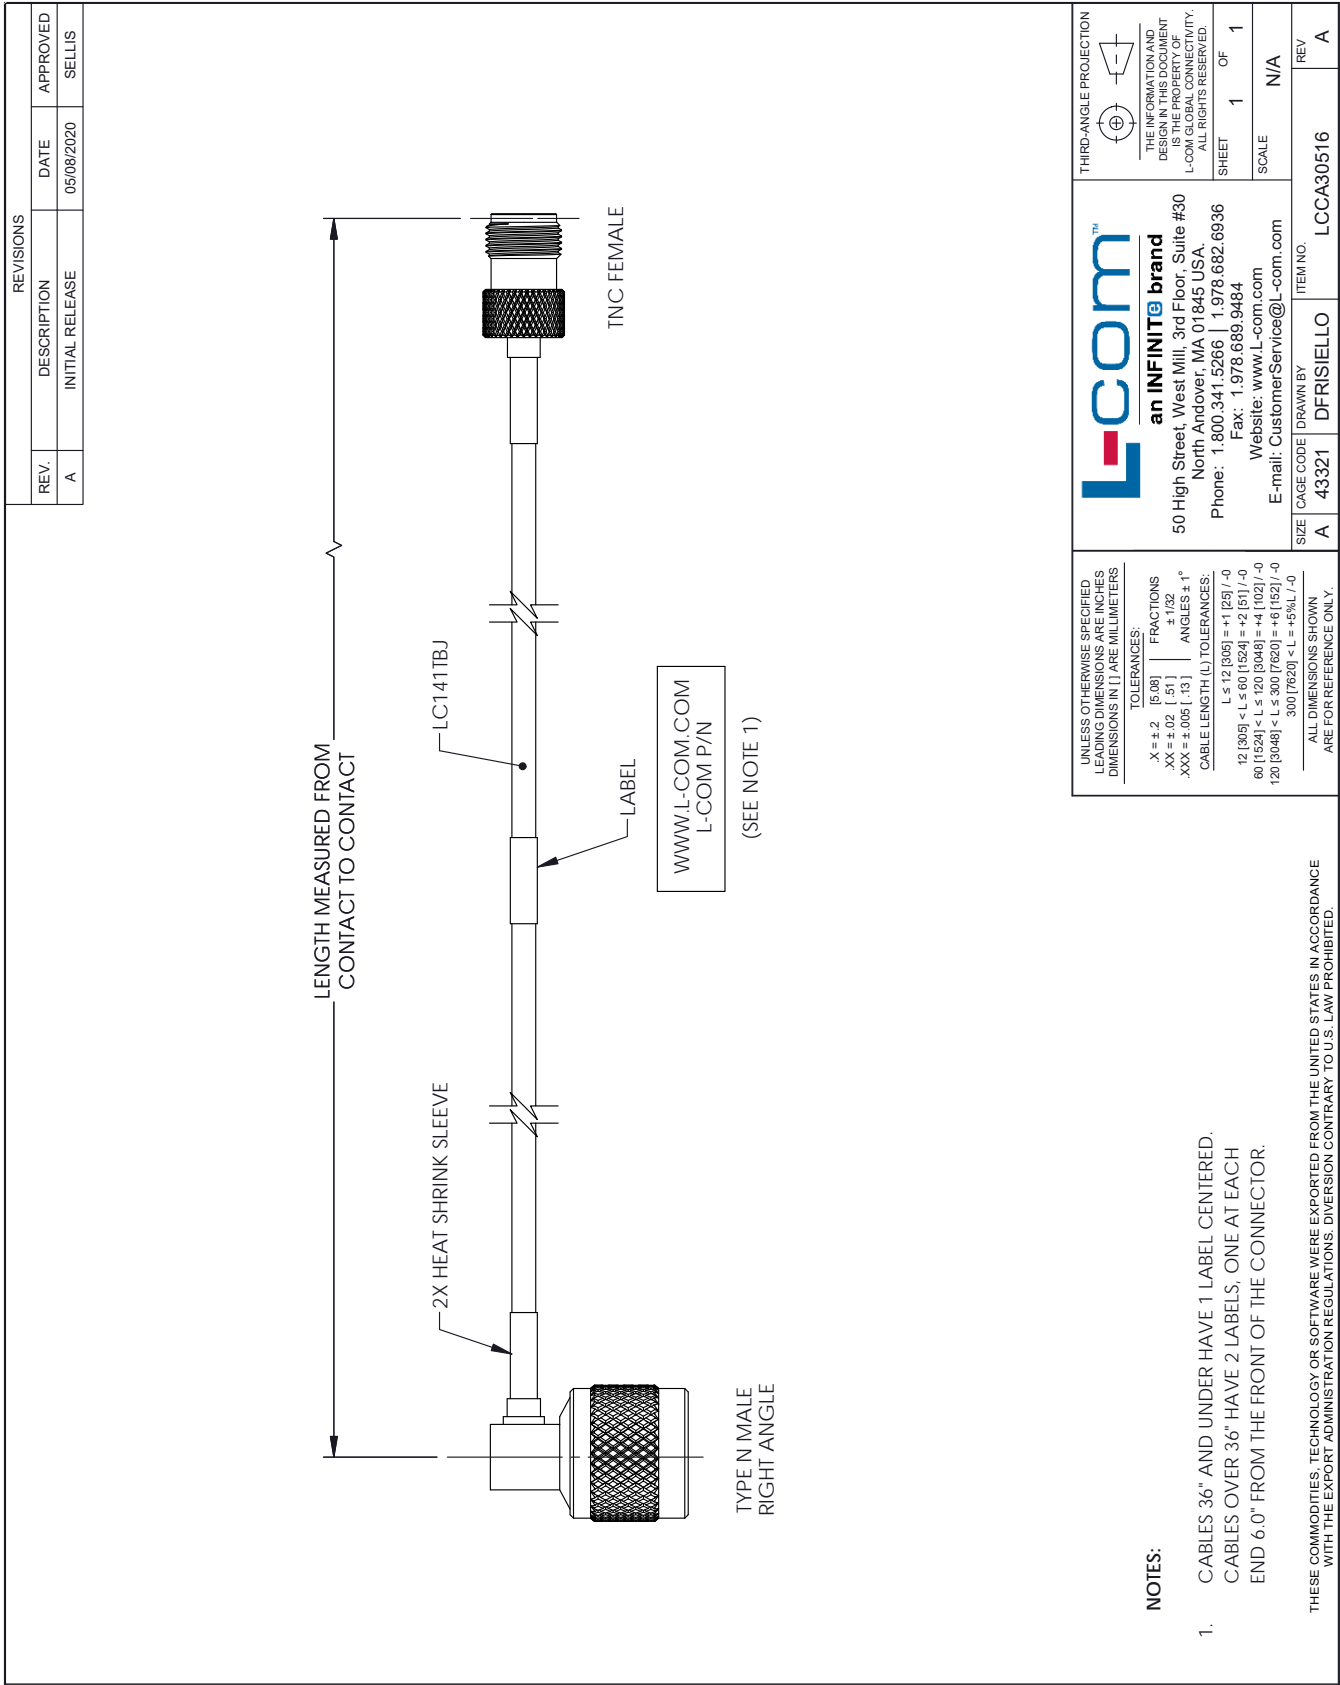 REVISIONS
REV.
DESCRIPTION
DATE
APPROVED
A
INITIAL RELEASE
05/08/2020
SELLIS
LENGTH MEASURED FROM
CONTACT TO CONTACT
2X HEAT SHRINK SLEEVE
LC141TBJ
TYPE N MALE
RIGHT ANGLE
LABEL
TNC FEMALE
WWW.L-COM.COM
L-COM P/N
(SEE NOTE 1)
NOTES:
1. CABLES 36" AND UNDER HAVE 1 LABEL CENTERED.
CABLES OVER 36" HAVE 2 LABELS, ONE AT EACH
END 6.0" FROM THE FRONT OF THE CONNECTOR.
THESE COMMODITIES, TECHNOLOGY OR SOFTWARE WERE EXPORTED FROM THE UNITED STATES IN ACCORDANCE
WITH THE EXPORT ADMINISTRATION REGULATIONS. DIVERSION CONTRARY TO U.S. LAW PROHIBITED.
UNLESS OTHERWISE SPECIFIED
LEADING DIMENSIONS ARE INCHES
DIMENSIONS IN [ ] ARE MILLIMETERS
TOLERANCES:
.X = ± .2 [5.08]
FRACTIONS
.XX = ± .02 [ .51 ]
± 1/32
.XXX = ± .005 [ .13 ]
ANGLES ± 1°
CABLE LENGTH (L) TOLERANCES:
L ≤ 12 [305] = +1 [25] / -0
12 [305] < L ≤ 60 [1524] = +2 [51] / -0
60 [1524] < L ≤ 120 [3048] = +4 [102] / -0
120 [3048] < L ≤ 300 [7620] = +6 [152] / -0
300 [7620] < L = +5%L / -0
ALL DIMENSIONS SHOWN
ARE FOR REFERENCE ONLY.
L-com™
an INFINITe brand
50 High Street, West Mill, 3rd Floor, Suite #30
North Andover, MA 01845 USA.
Phone: 1.800.341.5266 | 1.978.682.6936
Fax: 1.978.689.9484
Website: www.L-com.com
E-mail: CustomerService@L-com.com
THIRD-ANGLE PROJECTION
THE INFORMATION AND
DESIGN IN THIS DOCUMENT
IS THE PROPERTY OF
L-COM GLOBAL CONNECTIVITY.
ALL RIGHTS RESERVED.
SHEET 1 OF 1
SCALE N/A
SIZE A
CAGE CODE 43321
DRAWN BY DFRISIELLO
ITEM NO. LCCA30516
REV A